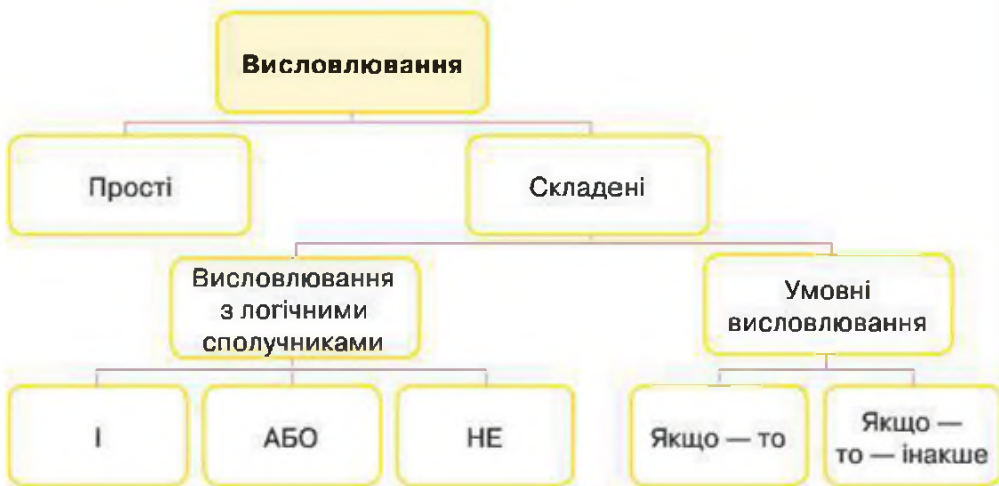 Висловлювання
Прості
Складені
Висловлювання
з логічними
сполучниками
Умовні
висловлювання
І
АБО
НЕ
Якщо — то
Якщо —
то — інакше